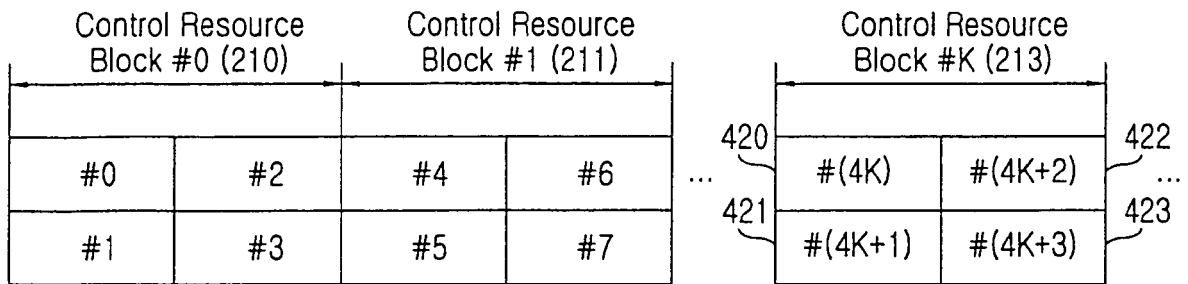 Control Resource
Block #0 (210)
Control Resource
Block #1 (211)
Control Resource
Block #K (213)
#0 #2 #4 #6 ... 420 #(4K) #(4K+2) 422 ...
#1 #3 #5 #7 421 #(4K+1) #(4K+3) 423